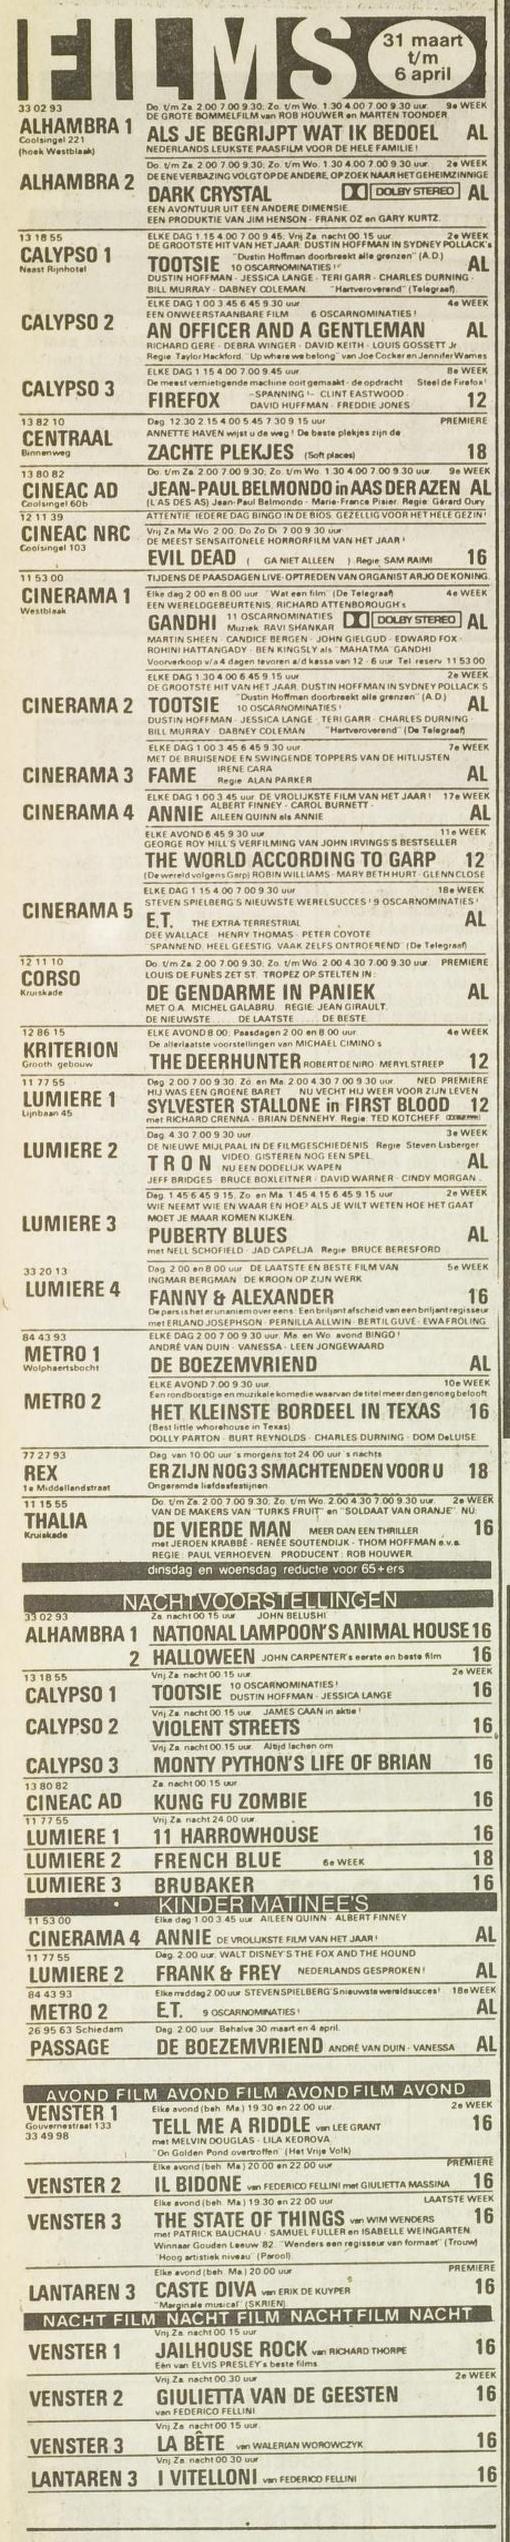 FILMS
31 maart
t/m
6 april
33 02 93
Do. t/m Za. 2.00 7.00 9.30; Zo. t/m Wo. 1.30 4.00 7.00 9.30 uur. 9e WEEK
DE GROTE BOMMELFILM van ROB HOUWER en MARTEN TOONDER
ALHAMBRA 1
Coolsingel 221
(hoek Westblaak)
ALS JE BEGRIJPT WAT IK BEDOEL AL
NEDERLANDS LEUKSTE PAASFILM VOOR DE HELE FAMILIE!
Do. t/m Za. 2.00 7.00 9.30; Zo. t/m Wo. 1.30 4.00 7.00 9.30 uur. 2e WEEK
DE ENE VERBAZING VOLGT OP DE ANDERE, OP ZOEK NAAR HET GEHEIMZINNIGE
ALHAMBRA 2
DARK CRYSTAL DOLBY STEREO AL
EEN AVONTUUR UIT EEN ANDERE DIMENSIE
EEN PRODUKTIE VAN JIM HENSON - FRANK OZ en GARY KURTZ.
13 18 55
ELKE DAG 1.15 4.00 7.00 9.45; Vrij Za. nacht 00.15 uur. 2e WEEK
DE GROOTSTE HIT VAN HET JAAR: DUSTIN HOFFMAN IN SYDNEY POLLACK's
CALYPSO 1
Naast Rijnhotel
TOOTSIE "Dustin Hoffman doorbreekt alle grenzen" (A.D.)
10 OSCARNOMINATIES! AL
DUSTIN HOFFMAN - JESSICA LANGE - TERI GARR - CHARLES DURNING -
BILL MURRAY - DABNEY COLEMAN. "Hartveroverend" (Telegraaf).
ELKE DAG 1.00 3.45 6.45 9.30 uur 4e WEEK
EEN ONWEERSTAANBARE FILM 6 OSCARNOMINATIES!
CALYPSO 2
AN OFFICER AND A GENTLEMAN AL
RICHARD GERE - DEBRA WINGER - DAVID KEITH - LOUIS GOSSETT Jr.
Regie Taylor Hackford. "Up where we belong" van Joe Cocker en Jennifer Warnes
ELKE DAG 1.15 4.00 7.00 9.45 uur. 8e WEEK
De meest vernietigende machine ooit gemaakt - de opdracht Steel de Firefox!
CALYPSO 3
FIREFOX -SPANNING!- CLINT EASTWOOD -
DAVID HUFFMAN - FREDDIE JONES 12
13 82 10
Dag. 12.30 2.15 4.00 5.45 7.30 9.15 uur PREMIERE
ANNETTE HAVEN wijst u de weg! De beste plekjes zijn de
CENTRAAL
Binnenweg
ZACHTE PLEKJES (Soft places) 18
13 80 82
Do. t/m Za. 2.00 7.00 9.30; Zo. t/m Wo. 1.30 4.00 7.00 9.30 uur. 9e WEEK
CINEAC AD
Coolsingel 60b
JEAN-PAUL BELMONDO in AAS DER AZEN AL
(L'AS DES AS) Jean-Paul Belmondo - Marie-France Pisier. Regie: Gérard Oury
12 11 39
ATTENTIE: IEDERE DAG BINGO IN DE BIOS. GEZELLIG VOOR HET HELE GEZIN!
CINEAC NRC
Coolsingel 103
Vrij Za Ma Wo. 2.00, Do Zo Di. 7.00 9.30 uur
DE MEEST SENSAITONELE HORRORFILM VAN HET JAAR!
EVIL DEAD ( GA NIET ALLEEN ) Regie SAM RAIMI 16
11 53 00
TIJDENS DE PAASDAGEN LIVE-OPTREDEN VAN ORGANIST ARJO DE KONING.
CINERAMA 1
Westblaak
Elke dag 2.00 en 8.00 uur. "Wat een film" (De Telegraaf) 4e WEEK
EEN WERELDGEBEURTENIS, RICHARD ATTENBOROUGH's
GANDHI 11 OSCARNOMINATIES
Muziek: RAVI SHANKAR DOLBY STEREO AL
MARTIN SHEEN - CANDICE BERGEN - JOHN GIELGUD - EDWARD FOX -
ROHINI HATTANGADY - BEN KINGSLY als "MAHATMA" GANDHI
Voorverkoop v/a 4 dagen tevoren a/d kassa van 12 - 6 uur. Tel. reserv. 11 53 00
ELKE DAG 1.30 4.00 6.45 9.15 uur 2e WEEK
DE GROOTSTE HIT VAN HET JAAR: DUSTIN HOFFMAN IN SYDNEY POLLACK'S
CINERAMA 2
TOOTSIE "Dustin Hoffman doorbreekt alle grenzen" (A.D.)
10 OSCARNOMINATIES! AL
DUSTIN HOFFMAN - JESSICA LANGE - TERI GARR - CHARLES DURNING -
BILL MURRAY - DABNEY COLEMAN "Hartveroverend" (De Telegraaf)
ELKE DAG 1.00 3.45 6.45 9.30 uur 7e WEEK
MET DE BRUISENDE EN SWINGENDE TOPPERS VAN DE HITLIJSTEN
CINERAMA 3
FAME IRENE CARA
Regie ALAN PARKER AL
ELKE DAG 1.00 3.45 uur DE VROLIJKSTE FILM VAN HET JAAR! 17e WEEK
CINERAMA 4
ANNIE ALBERT FINNEY - CAROL BURNETT -
AILEEN QUINN als ANNIE AL
ELKE AVOND 6.45 9.30 uur 11e WEEK
GEORGE ROY HILL'S VERFILMING VAN JOHN IRVINGS'S BESTSELLER
THE WORLD ACCORDING TO GARP 12
(De wereld volgens Garp) ROBIN WILLIAMS - MARY BETH HURT - GLENN CLOSE
ELKE DAG 1.15 4.00 7.00 9.30 uur 18e WEEK
STEVEN SPIELBERG'S NIEUWSTE WERELSUCCES! 9 OSCARNOMINATIES!
CINERAMA 5
E.T. THE EXTRA TERRESTRIAL AL
DEE WALLACE - HENRY THOMAS - PETER COYOTE
"SPANNEND, HEEL GEESTIG, VAAK ZELFS ONTROEREND" (De Telegraaf)
12 11 10
Do. t/m Za. 2.00 7.00 9.30; Zo. t/m Wo. 2.00 4.30 7.00 9.30 uur. PREMIERE
CORSO
Kruiskade
LOUIS DE FUNÈS ZET ST. TROPEZ OP STELTEN IN:
DE GENDARME IN PANIEK AL
MET O.A. MICHEL GALABRU. REGIE: JEAN GIRAULT.
DE NIEUWSTE..... DE LAATSTE..... DE BESTE.
12 86 15
ELKE AVOND 8.00; Paasdagen 2.00 en 8.00 uur. 4e WEEK
KRITERION
Grooth. gebouw
De allerlaatste voorstellingen van MICHAEL CIMINO's
THE DEERHUNTER ROBERT DE NIRO MERYL STREEP 12
11 77 55
Dag. 2.00 7.00 9.30; Zo. en Ma. 2.00 4.30 7.00 9.30 uur NED. PREMIERE
LUMIERE 1
Lijnbaan 45
HIJ WAS EEN GROENE BARET NU VECHT HIJ WEER VOOR ZIJN LEVEN
SYLVESTER STALLONE in FIRST BLOOD 12
met RICHARD CRENNA - BRIAN DENNEHY. Regie: TED KOTCHEFF
Dag. 4.30 7.00 9.30 uur 3e WEEK
DE NIEUWE MIJLPAAL IN DE FILMGESCHIEDENIS Regie: Steven Lisberger
LUMIERE 2
TRON VIDEO: GISTEREN NOG EEN SPEL,
NU EEN DODELIJK WAPEN AL
JEFF BRIDGES - BRUCE BOXLEITNER - DAVID WARNER - CINDY MORGAN.
Dag. 1.45 6.45 9.15; Zo. en Ma. 1.45 4.15 6.45 9.15 uur 2e WEEK
WIE NEEMT WIE EN WAAR EN HOE? ALS JE WILT WETEN HOE HET GAAT
MOET JE MAAR KOMEN KIJKEN.
LUMIERE 3
PUBERTY BLUES AL
met NELL SCHOFIELD - JAD CAPELJA Regie BRUCE BERESFORD
33 20 13
Dag. 2.00 en 8.00 uur DE LAATSTE EN BESTE FILM VAN 5e WEEK
INGMAR BERGMAN DE KROON OP ZIJN WERK
LUMIERE 4
FANNY & ALEXANDER 16
De pers is het er unaniem over eens: Een briljant afscheid van een briljant regisseur
met ERLAND JOSEPHSON - PERNILLA ALLWIN - BERTIL GUVE - EWA FRÖLING
84 43 93
ELKE DAG 2.00 7.00 9.30 uur. Ma. en Wo. avond BINGO!
METRO 1
Wolphaertsbocht
ANDRÉ VAN DUIN - VANESSA - LEEN JONGEWAARD
DE BOEZEMVRIEND AL
ELKE AVOND 7.00 9.30 uur. 10e WEEK
METRO 2
Een rondborstige en muzikale komedie waarvan de titel meer dan genoeg belooft
HET KLEINSTE BORDEEL IN TEXAS 16
(Best little whorehouse in Texas)
DOLLY PARTON - BURT REYNOLDS - CHARLES DURNING - DOM DeLUISE
77 27 93
Dag. van 10.00 uur 's morgens tot 24.00 uur 's nachts
REX
1e Middellandstraat
ER ZIJN NOG 3 SMACHTENDEN VOOR U 18
Ongeremde liefdesfestijnen
11 15 55
Do. t/m Za. 2.00 7.00 9.30; Zo. t/m Wo. 2.00 4.30 7.00 9.30 uur. 2e WEEK
VAN DE MAKERS VAN "TURKS FRUIT" en "SOLDAAT VAN ORANJE". NU:
THALIA
Kruiskade
DE VIERDE MAN MEER DAN EEN THRILLER 16
met JEROEN KRABBÉ - RENÉE SOUTENDIJK - THOM HOFFMAN e.v.a.
REGIE: PAUL VERHOEVEN. PRODUCENT: ROB HOUWER.
dinsdag en woensdag reductie voor 65+ers
NACHTVOORSTELLINGEN
33 02 93
Za. nacht 00.15 uur JOHN BELUSHI
ALHAMBRA 1
NATIONAL LAMPOON'S ANIMAL HOUSE 16
2 HALLOWEEN JOHN CARPENTER's eerste en beste film 16
13 18 55
Vrij. Za. nacht 00.15 uur. 2e WEEK
CALYPSO 1
TOOTSIE 10 OSCARNOMINATIES!
DUSTIN HOFFMAN - JESSICA LANGE 16
Vrij. Za. nacht 00.15 uur. JAMES CAAN in aktie!
CALYPSO 2
VIOLENT STREETS 16
Vrij. Za. nacht 00.15 uur. Altijd lachen om
CALYPSO 3
MONTY PYTHON'S LIFE OF BRIAN 16
13 80 82
Za. nacht 00.15 uur
CINEAC AD
KUNG FU ZOMBIE 16
11 77 55
Vrij. Za. nacht 24.00 uur.
LUMIERE 1 11 HARROWHOUSE 16
LUMIERE 2 FRENCH BLUE 6e WEEK 18
LUMIERE 3 BRUBAKER 16
KINDER MATINEE'S
11 53 00
Elke dag 1.00 3.45 uur AILEEN QUINN - ALBERT FINNEY
CINERAMA 4 ANNIE DE VROLIJKSTE FILM VAN HET JAAR! AL
11 77 55
Dag. 2.00 uur. WALT DISNEY'S THE FOX AND THE HOUND
LUMIERE 2 FRANK & FREY NEDERLANDS GESPROKEN! AL
84 43 93
Elke middag 2.00 uur STEVEN SPIELBERG'S nieuwste wereldsucces! 18e WEEK
METRO 2 E.T. 9 OSCARNOMINATIES! AL
26 95 63 Schiedam
Dag. 2.00 uur. Behalve 30 maart en 4 april.
PASSAGE DE BOEZEMVRIEND ANDRÉ VAN DUIN - VANESSA AL
AVOND FILM AVOND FILM AVOND FILM AVOND
VENSTER 1
Gouvernestraat 133
33 49 98
Elke avond (beh. Ma.) 19.30 en 22.00 uur. 2e WEEK
TELL ME A RIDDLE van LEE GRANT 16
met MELVIN DOUGLAS - LILA KEDROVA
"On Golden Pond overtroffen" (Het Vrije Volk)
Elke avond (beh. Ma.) 20.00 en 22.00 uur PREMIERE
VENSTER 2 IL BIDONE van FEDERICO FELLINI met GIULIETTA MASSINA 16
Elke avond (beh. Ma.) 19.30 en 22.00 uur LAATSTE WEEK
VENSTER 3 THE STATE OF THINGS van WIM WENDERS 16
met PATRICK BAUCHAU - SAMUEL FULLER en ISABELLE WEINGARTEN.
Winnaar Gouden Leeuw '82. "Wenders een regisseur van formaat" (Trouw)
"Hoog artistiek niveau" (Parool).
Elke avond (beh. Ma.) 20.00 uur PREMIERE
LANTAREN 3 CASTE DIVA van ERIK DE KUYPER 16
"Marginale musical" (SKRIEN)
NACHT FILM NACHT FILM NACHT FILM NACHT
Vrij. Za. nacht 00.15 uur
VENSTER 1 JAILHOUSE ROCK van RICHARD THORPE 16
Eén van ELVIS PRESLEY's beste films.
Vrij. Za. nacht 00.30 uur 2e WEEK
VENSTER 2 GIULIETTA VAN DE GEESTEN 16
van FEDERICO FELLINI
Vrij. Za. nacht 00.15 uur.
VENSTER 3 LA BÊTE van WALERIAN WOROWCZYK 16
Vrij. Za. nacht 00.30 uur
LANTAREN 3 I VITELLONI van FEDERICO FELLINI 16